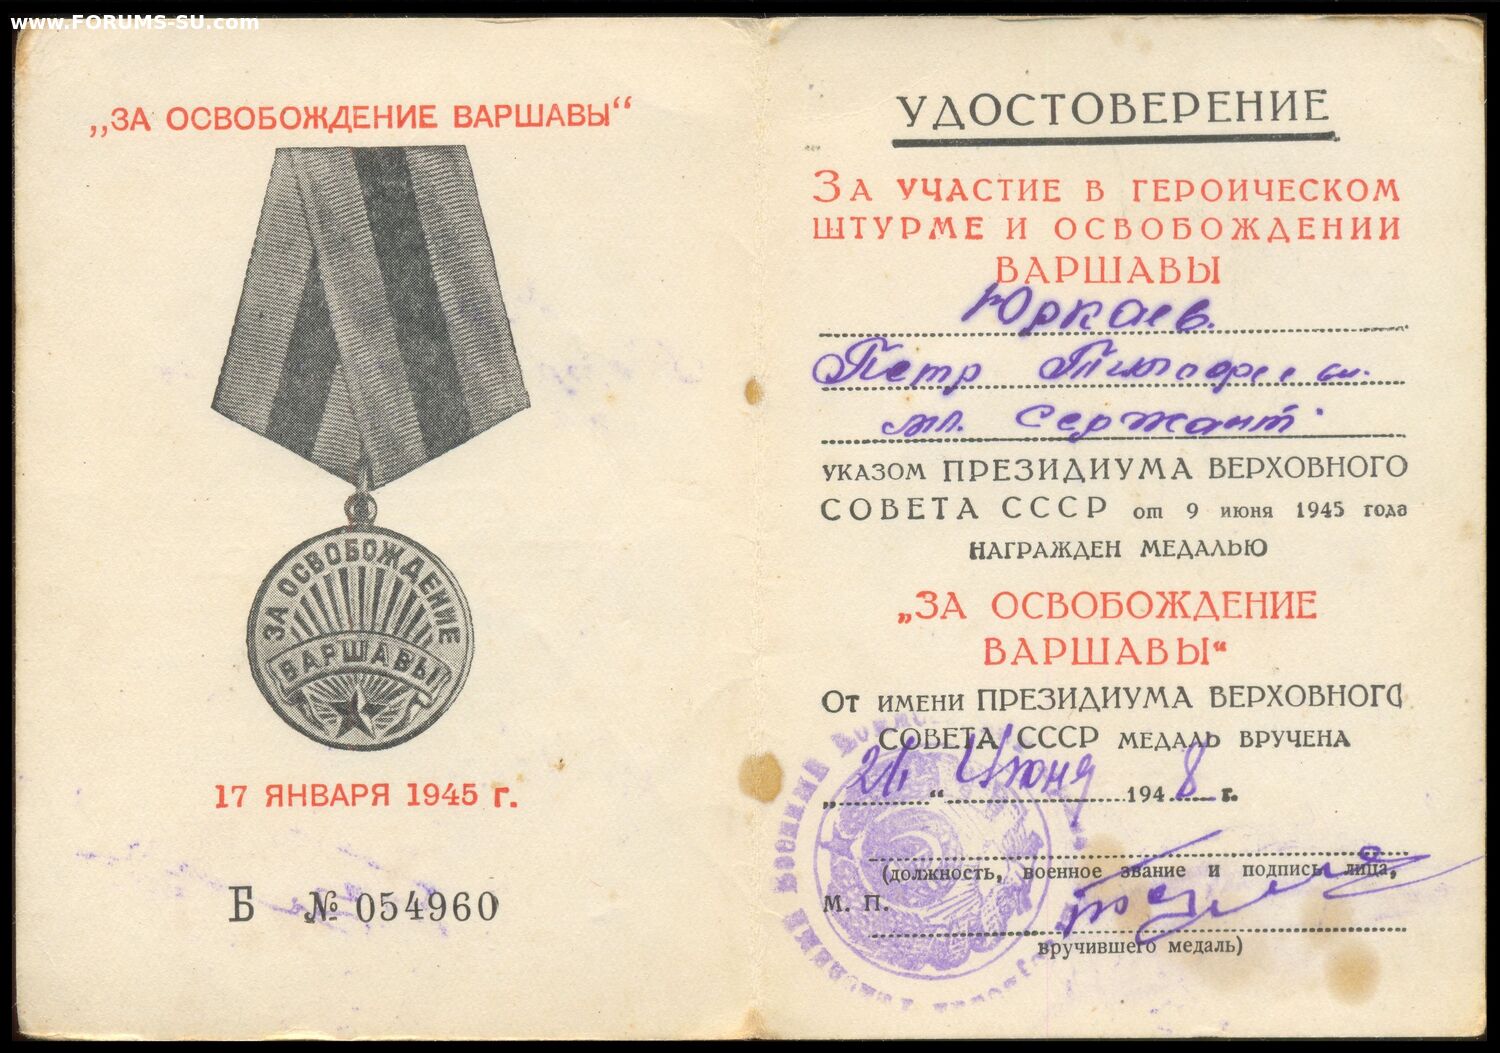 www.FORUMS-SU.com
„ЗА ОСВОБОЖДЕНИЕ ВАРШАВЫ“
ЗА ОСВОБОЖДЕНИЕ
ВАРШАВЫ
17 ЯНВАРЯ 1945 г.
Б № 054960
УДОСТОВЕРЕНИЕ
ЗА УЧАСТИЕ В ГЕРОИЧЕСКОМ
ШТУРМЕ И ОСВОБОЖДЕНИИ
ВАРШАВЫ
Юркаев.
Петр
мл. сержант
УКАЗОМ ПРЕЗИДИУМА ВЕРХОВНОГО
СОВЕТА СССР от 9 июня 1945 года
НАГРАЖДЕН МЕДАЛЬЮ
„ЗА ОСВОБОЖДЕНИЕ
ВАРШАВЫ“
ОТ ИМЕНИ ПРЕЗИДИУМА ВЕРХОВНОГО
СОВЕТА СССР МЕДАЛЬ ВРУЧЕНА
„ “ Июня 1948 г.
(должность, военное звание и подпись лица,
М. П.
вручившего медаль)